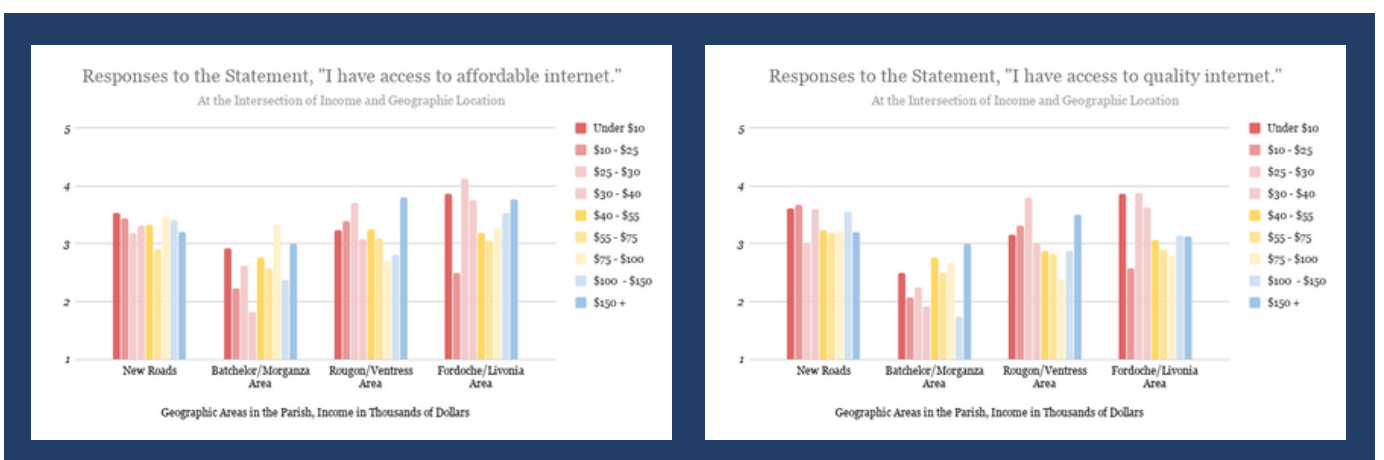 Responses to the Statement, "I have access to affordable internet."
At the Intersection of Income and Geographic Location
5
4
3
2
1
Under $10
$10 - $25
$25 - $30
$30 - $40
$40 - $55
$55 - $75
$75 - $100
$100 - $150
$150 +
New Roads
Batchelor/Morganza
Area
Rougon/Ventress
Area
Fordoche/Livonia
Area
Geographic Areas in the Parish, Income in Thousands of Dollars
Responses to the Statement, "I have access to quality internet."
At the Intersection of Income and Geographic Location
5
4
3
2
1
Under $10
$10 - $25
$25 - $30
$30 - $40
$40 - $55
$55 - $75
$75 - $100
$100 - $150
$150 +
New Roads
Batchelor/Morganza
Area
Rougon/Ventress
Area
Fordoche/Livonia
Area
Geographic Areas in the Parish, Income in Thousands of Dollars